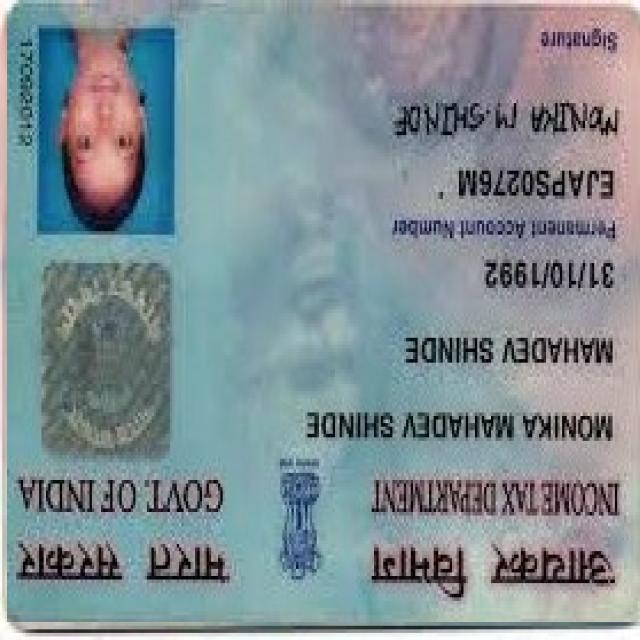 आयकर विभाग भारत सरकार
INCOME TAX DEPARTMENT GOVT. OF INDIA
MONIKA MAHADEV SHINDE
MAHADEV SHINDE
31/10/1992
Permanent Account Number
EJAPS0276M
MONIKA M. SHINDE
Signature
17092012